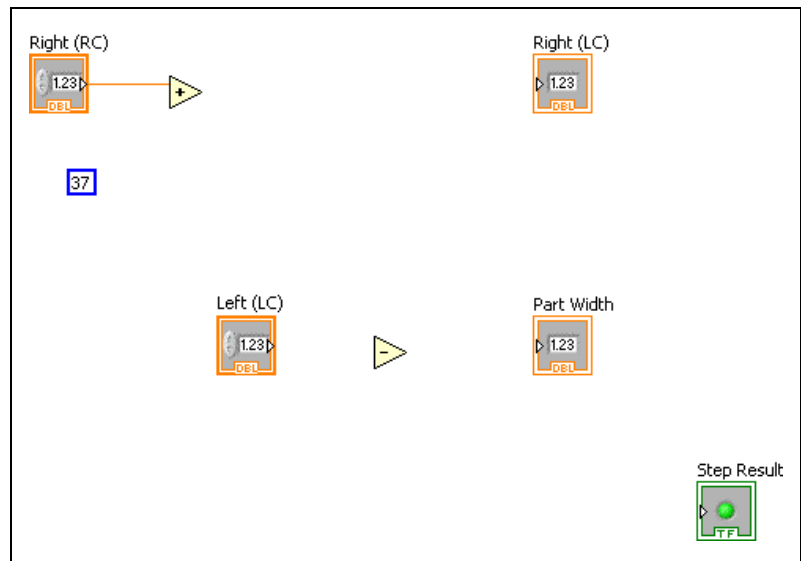 Right (RC)
Right (LC)
1.23
DBL
+
1.23
DBL
37
Left (LC)
Part Width
1.23
DBL
-
1.23
DBL
Step Result
TF